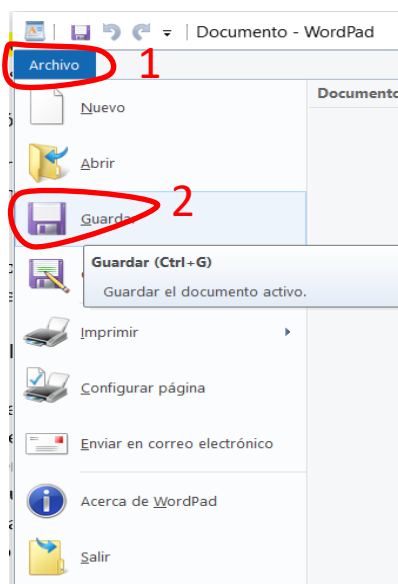 Documento - WordPad
Archivo 1
Documento
Nuevo
Abrir
Guardar 2
Guardar (Ctrl+G)
Guardar el documento activo.
Imprimir
Configurar página
Enviar en correo electrónico
Acerca de WordPad
Salir